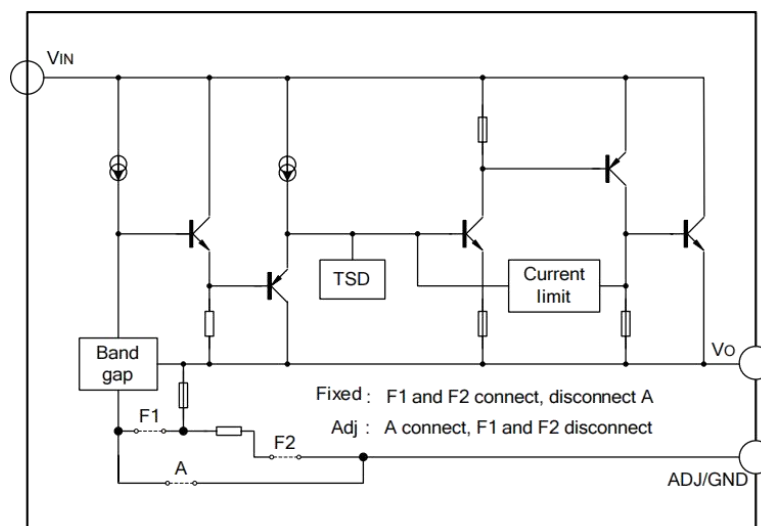 VIN
TSD
Current
limit
Band
gap
VO
Fixed : F1 and F2 connect, disconnect A
F1
Adj : A connect, F1 and F2 disconnect
F2
A
ADJ/GND